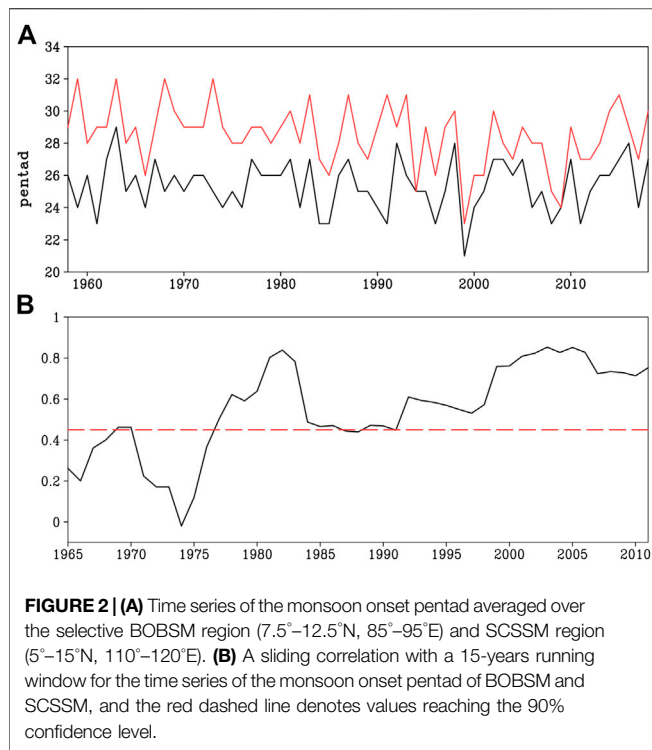 A
34
32
30
28
26
24
22
20
pentad
1960 1970 1980 1990 2000 2010
B
1
0.8
0.6
0.4
0.2
0
1965 1970 1975 1980 1985 1990 1995 2000 2005 2010
FIGURE 2 | (A) Time series of the monsoon onset pentad averaged over
the selective BOBSM region (7.5°–12.5°N, 85°–95°E) and SCSSM region
(5°–15°N, 110°–120°E). (B) A sliding correlation with a 15-years running
window for the time series of the monsoon onset pentad of BOBSM and
SCSSM, and the red dashed line denotes values reaching the 90%
confidence level.